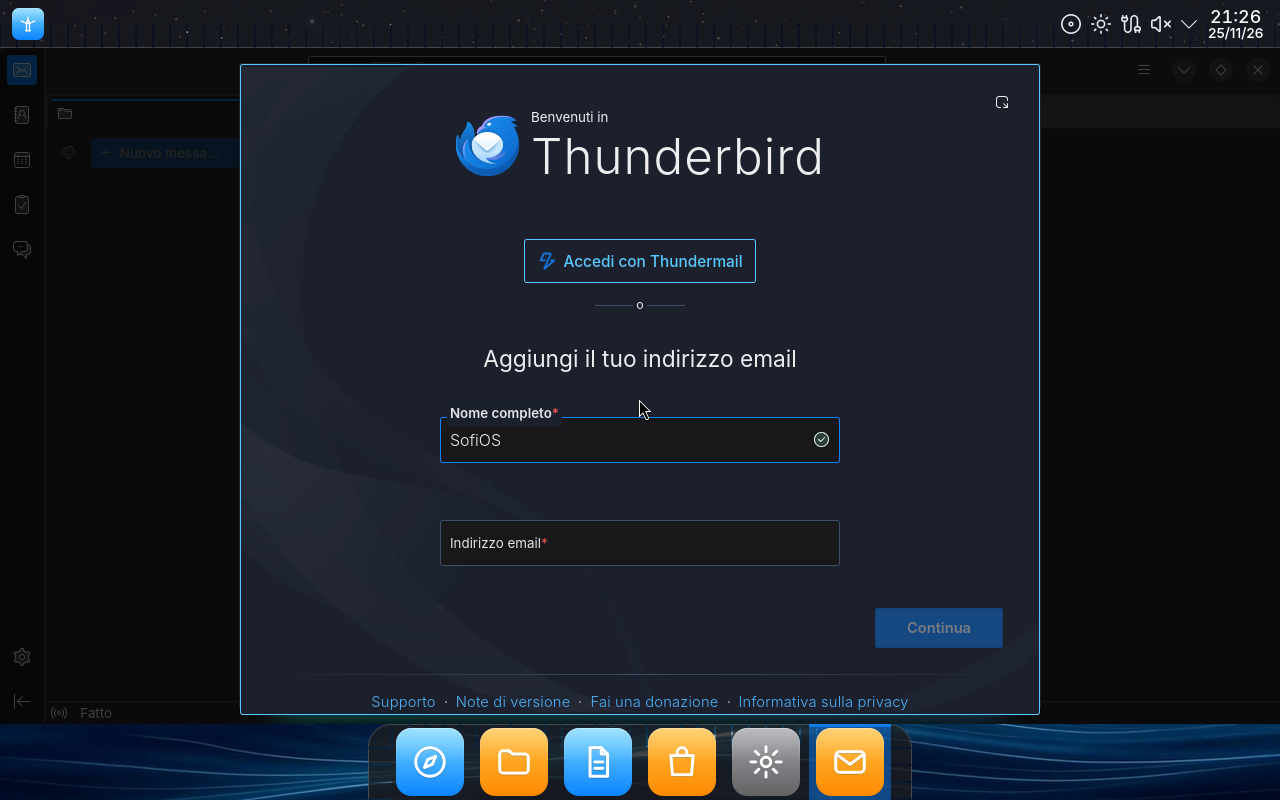 21:26
25/11/26
Benvenuti in
Thunderbird
Nuovo messa...
Accedi con Thundermail
o
Aggiungi il tuo indirizzo email
Nome completo*
SofiOS
Indirizzo email*
Continua
Supporto · Note di versione · Fai una donazione · Informativa sulla privacy
Fatto